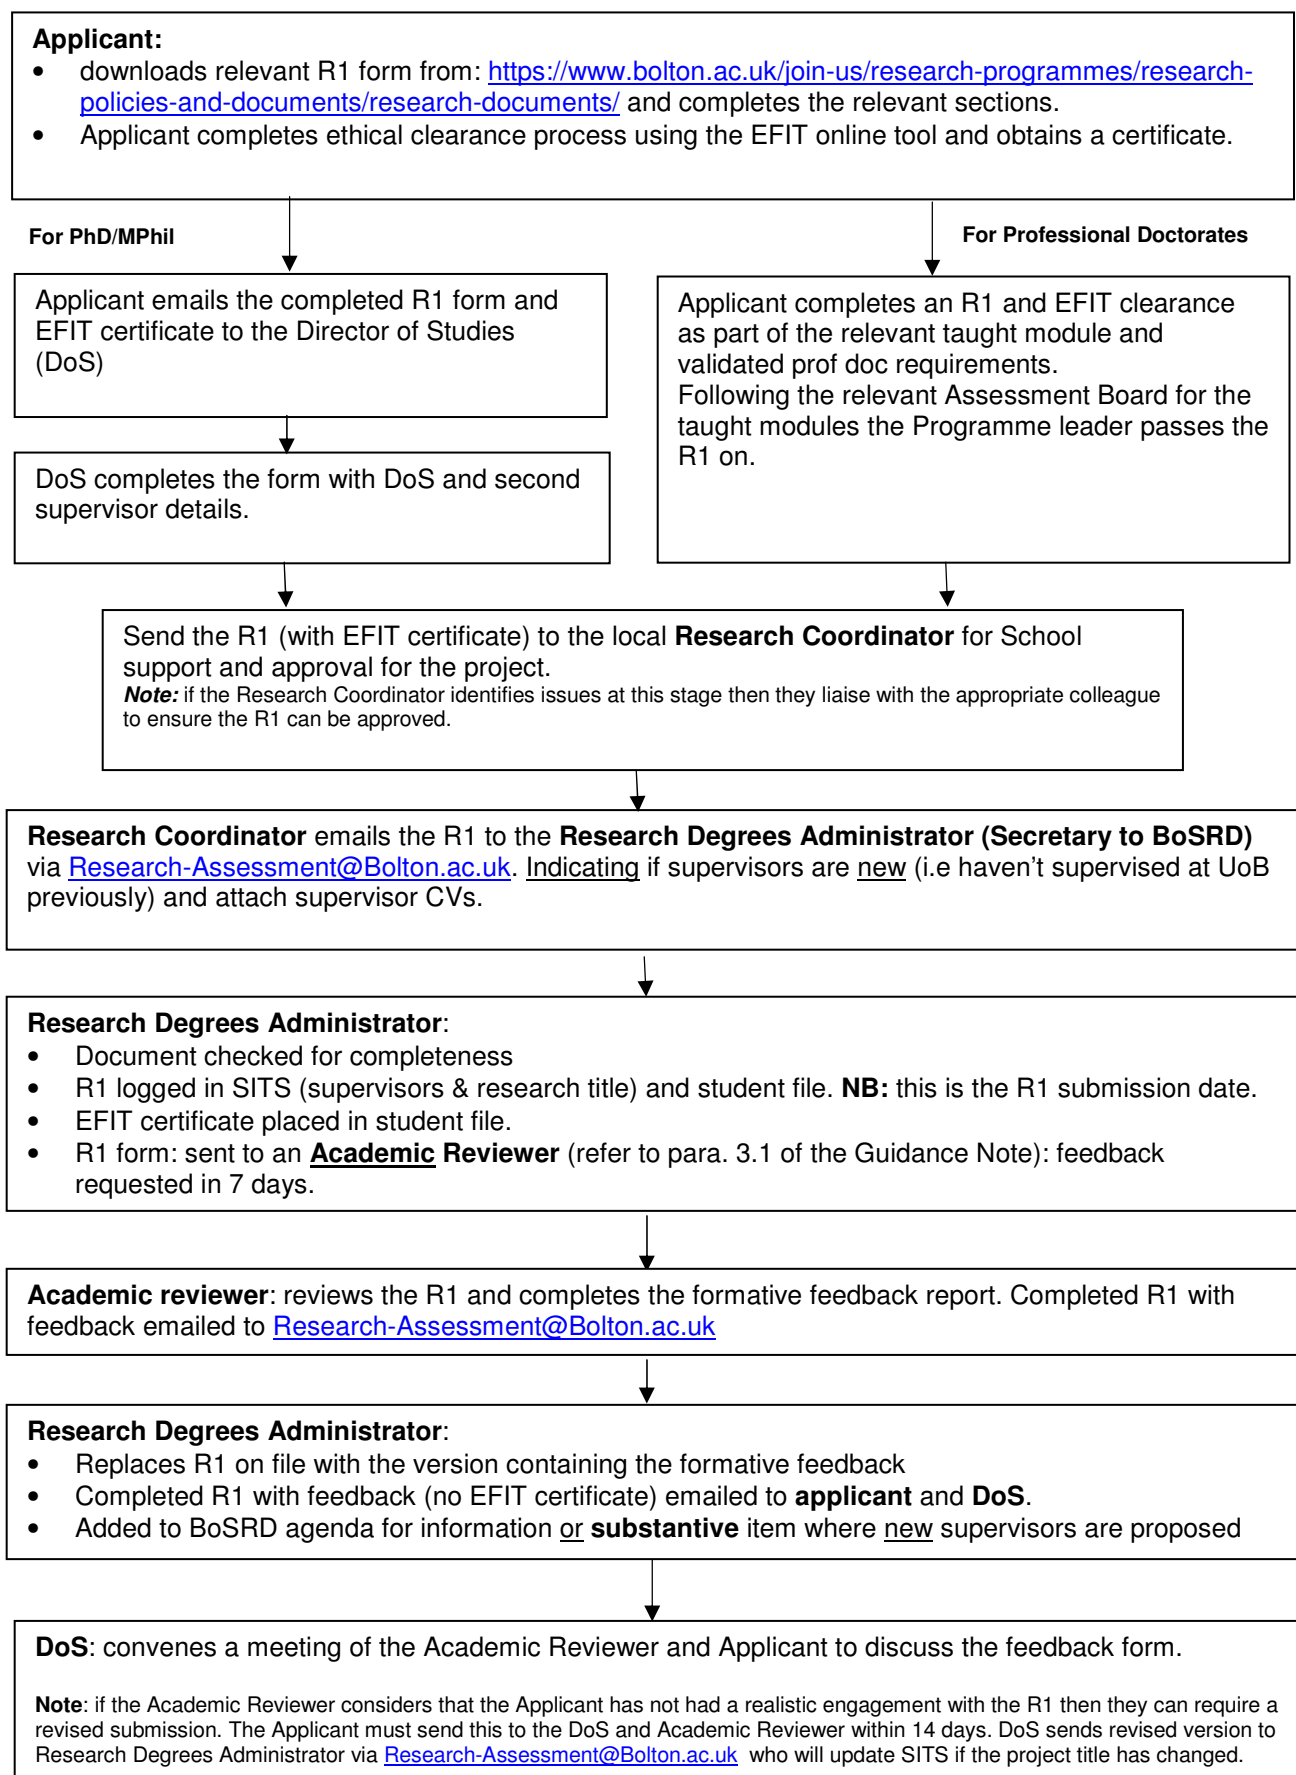 Applicant:
• downloads relevant R1 form from: https://www.bolton.ac.uk/join-us/research-programmes/research-
policies-and-documents/research-documents/ and completes the relevant sections.
• Applicant completes ethical clearance process using the EFIT online tool and obtains a certificate.
For PhD/MPhil
For Professional Doctorates
Applicant emails the completed R1 form and
EFIT certificate to the Director of Studies
(DoS)
DoS completes the form with DoS and second
supervisor details.
Applicant completes an R1 and EFIT clearance
as part of the relevant taught module and
validated prof doc requirements.
Following the relevant Assessment Board for the
taught modules the Programme leader passes the
R1 on.
Send the R1 (with EFIT certificate) to the local Research Coordinator for School
support and approval for the project.
Note: if the Research Coordinator identifies issues at this stage then they liaise with the appropriate colleague
to ensure the R1 can be approved.
Research Coordinator emails the R1 to the Research Degrees Administrator (Secretary to BoSRD)
via Research-Assessment@Bolton.ac.uk. Indicating if supervisors are new (i.e haven't supervised at UoB
previously) and attach supervisor CVs.
Research Degrees Administrator:
• Document checked for completeness
• R1 logged in SITS (supervisors & research title) and student file. NB: this is the R1 submission date.
• EFIT certificate placed in student file.
• R1 form: sent to an Academic Reviewer (refer to para. 3.1 of the Guidance Note): feedback
requested in 7 days.
Academic reviewer: reviews the R1 and completes the formative feedback report. Completed R1 with
feedback emailed to Research-Assessment@Bolton.ac.uk
Research Degrees Administrator:
• Replaces R1 on file with the version containing the formative feedback
• Completed R1 with feedback (no EFIT certificate) emailed to applicant and DoS.
• Added to BoSRD agenda for information or substantive item where new supervisors are proposed
DoS: convenes a meeting of the Academic Reviewer and Applicant to discuss the feedback form.
Note: if the Academic Reviewer considers that the Applicant has not had a realistic engagement with the R1 then they can require a
revised submission. The Applicant must send this to the DoS and Academic Reviewer within 14 days. DoS sends revised version to
Research Degrees Administrator via Research-Assessment@Bolton.ac.uk who will update SITS if the project title has changed.